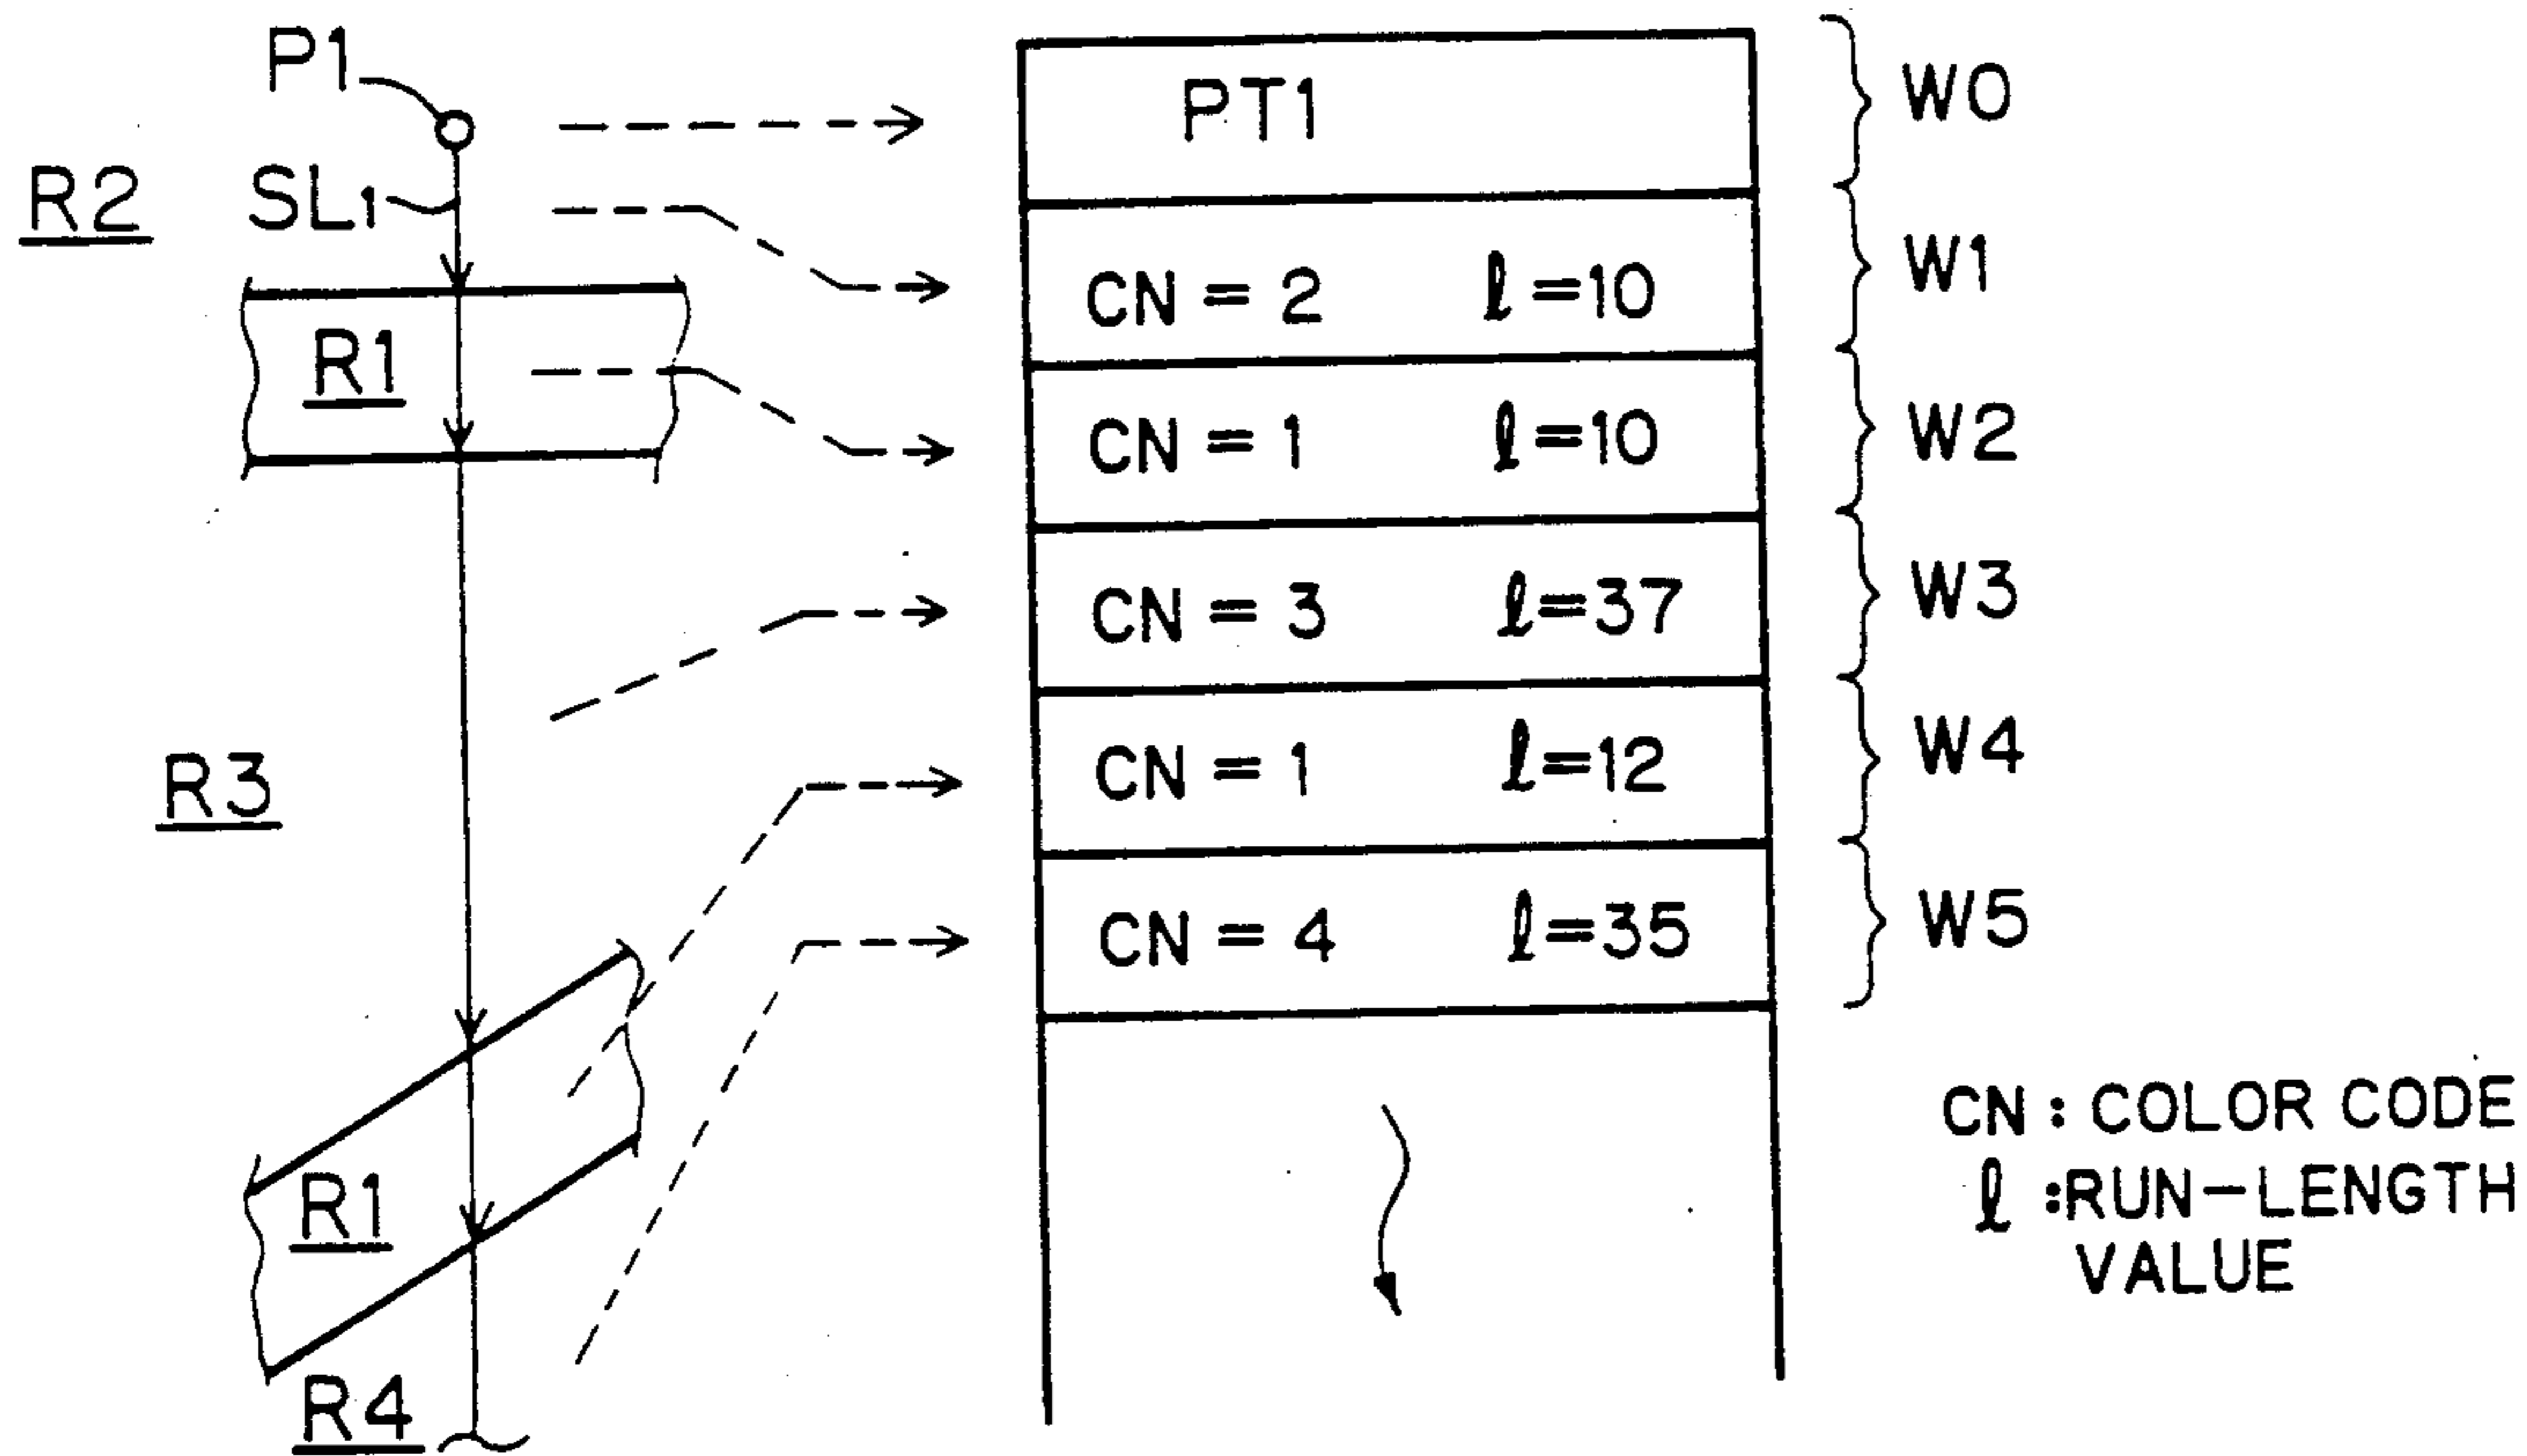 P1
R2
SL1
R1
R3
R1
R4
PT1
W0
CN = 2 l=10
W1
CN = 1 l=10
W2
CN = 3 l=37
W3
CN = 1 l=12
W4
CN = 4 l=35
W5
CN : COLOR CODE
l :RUN-LENGTH
VALUE